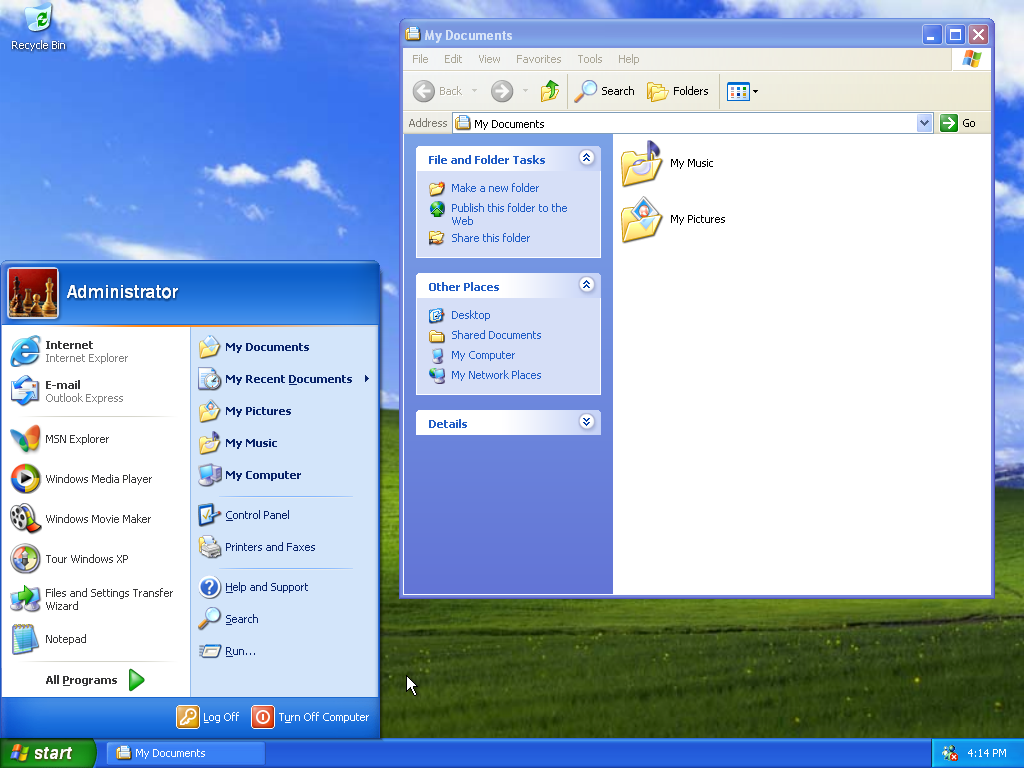 Recycle Bin
My Documents
File Edit View Favorites Tools Help
Back Search Folders
Address My Documents Go
File and Folder Tasks
Make a new folder
Publish this folder to the
Web
Share this folder
Other Places
Desktop
Shared Documents
My Computer
My Network Places
Details
My Music
My Pictures
Administrator
Internet
Internet Explorer
E-mail
Outlook Express
MSN Explorer
Windows Media Player
Windows Movie Maker
Tour Windows XP
Files and Settings Transfer
Wizard
Notepad
All Programs
My Documents
My Recent Documents
My Pictures
My Music
My Computer
Control Panel
Printers and Faxes
Help and Support
Search
Run...
Log Off Turn Off Computer
start My Documents 4:14 PM